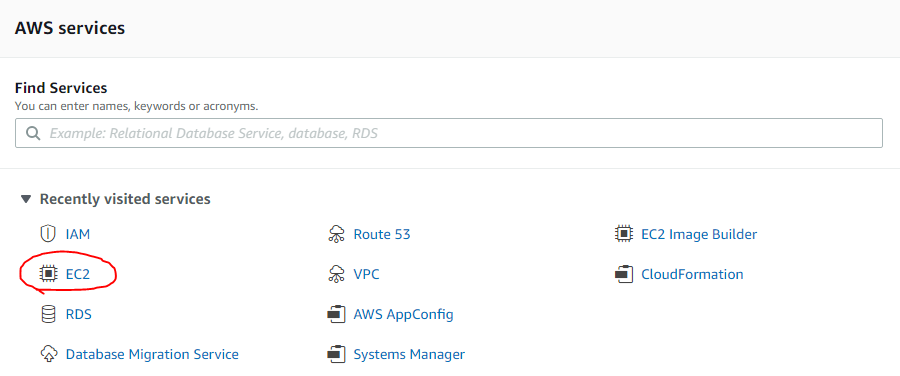 AWS services
Find Services
You can enter names, keywords or acronyms.
Example: Relational Database Service, database, RDS
Recently visited services
IAM
Route 53
EC2 Image Builder
EC2
VPC
CloudFormation
RDS
AWS AppConfig
Database Migration Service
Systems Manager